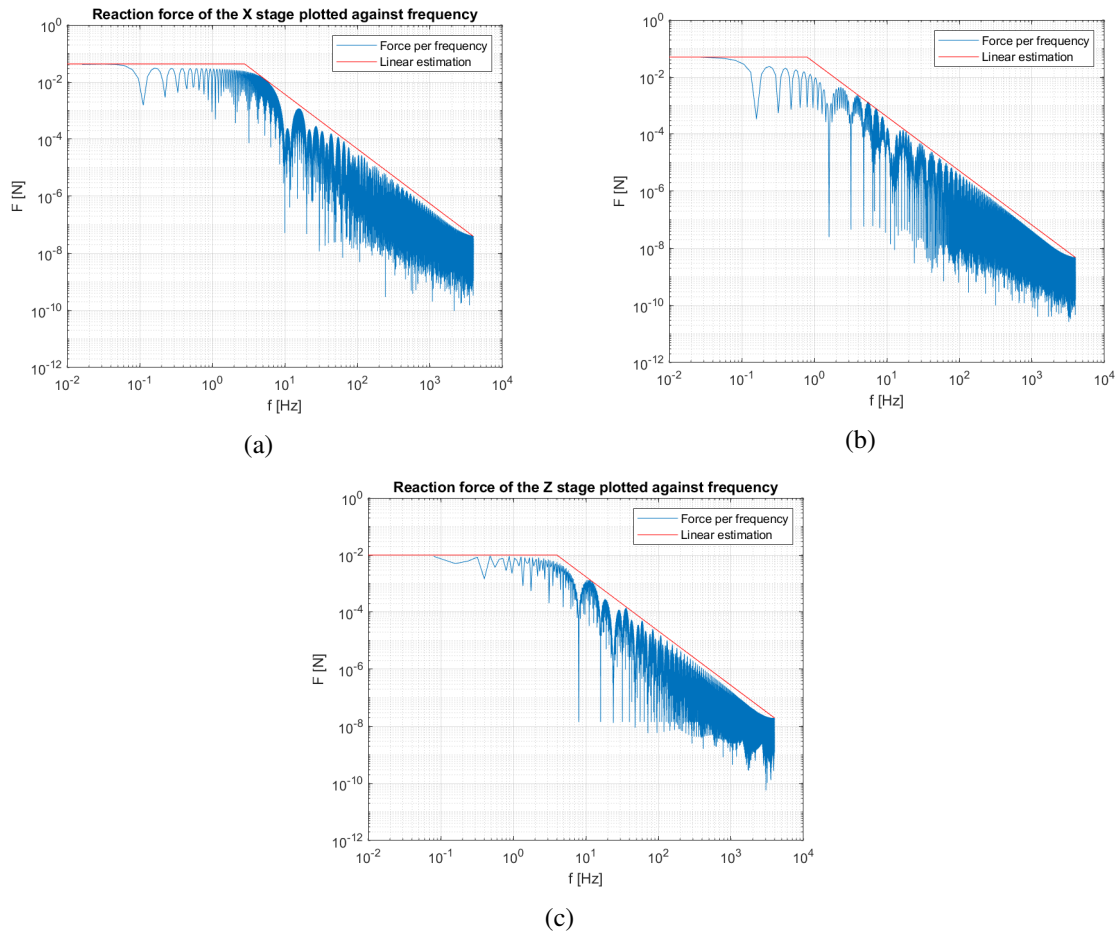 Reaction force of the X stage plotted against frequency
Force per frequency
Linear estimation
F [N]
10^0
10^-2
10^-4
10^-6
10^-8
10^-10
10^-12
10^-2 10^-1 10^0 10^1 10^2 10^3 10^4
f [Hz]
(a)
Force per frequency
Linear estimation
F [N]
10^0
10^-2
10^-4
10^-6
10^-8
10^-10
10^-12
10^-2 10^-1 10^0 10^1 10^2 10^3 10^4
f [Hz]
(b)
Reaction force of the Z stage plotted against frequency
Force per frequency
Linear estimation
F [N]
10^0
10^-2
10^-4
10^-6
10^-8
10^-10
10^-12
10^-2 10^-1 10^0 10^1 10^2 10^3 10^4
f [Hz]
(c)